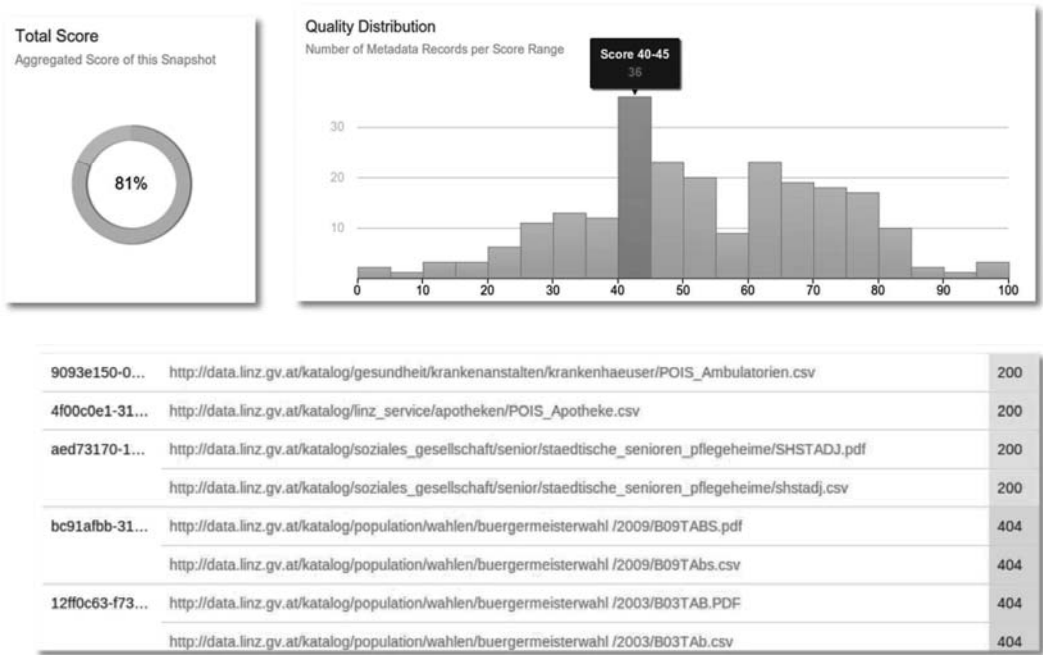 Total Score
Aggregated Score of this Snapshot
81%
Quality Distribution
Number of Metadata Records per Score Range
Score 40-45
36
30
20
10
0 10 20 30 40 50 60 70 80 90 100
9093e150-0... http://data.linz.gv.at/katalog/gesundheit/krankenanstalten/krankenhaeuser/POIS_Ambulatorien.csv 200
4f00c0e1-31... http://data.linz.gv.at/katalog/linz_service/apotheken/POIS_Apotheke.csv 200
aed73170-1... http://data.linz.gv.at/katalog/soziales_gesellschaft/senior/staedtische_senioren_pflegeheime/SHSTADJ.pdf 200
http://data.linz.gv.at/katalog/soziales_gesellschaft/senior/staedtische_senioren_pflegeheime/shstadj.csv 200
bc91afbb-31... http://data.linz.gv.at/katalog/population/wahlen/buergermeisterwahl /2009/B09TABS.pdf 404
http://data.linz.gv.at/katalog/population/wahlen/buergermeisterwahl /2009/B09TAbs.csv 404
12ff0c63-f73... http://data.linz.gv.at/katalog/population/wahlen/buergermeisterwahl /2003/B03TAB.PDF 404
http://data.linz.gv.at/katalog/population/wahlen/buergermeisterwahl /2003/B03TAb.csv 404